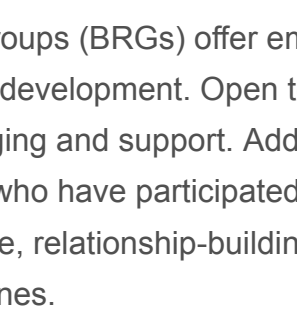 roups (BRGs) offer en
development. Open t
ging and support. Add
who have participated
e, relationship-buildin
nes.